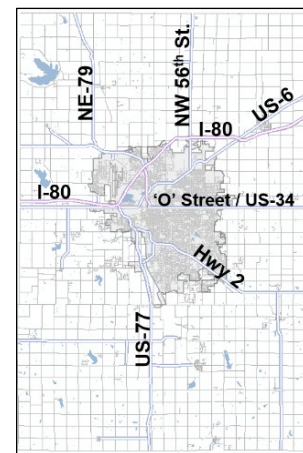 NE-79
NW 56th St.
US-6
I-80
I-80
'O' Street / US-34
Hwy 2
US-77